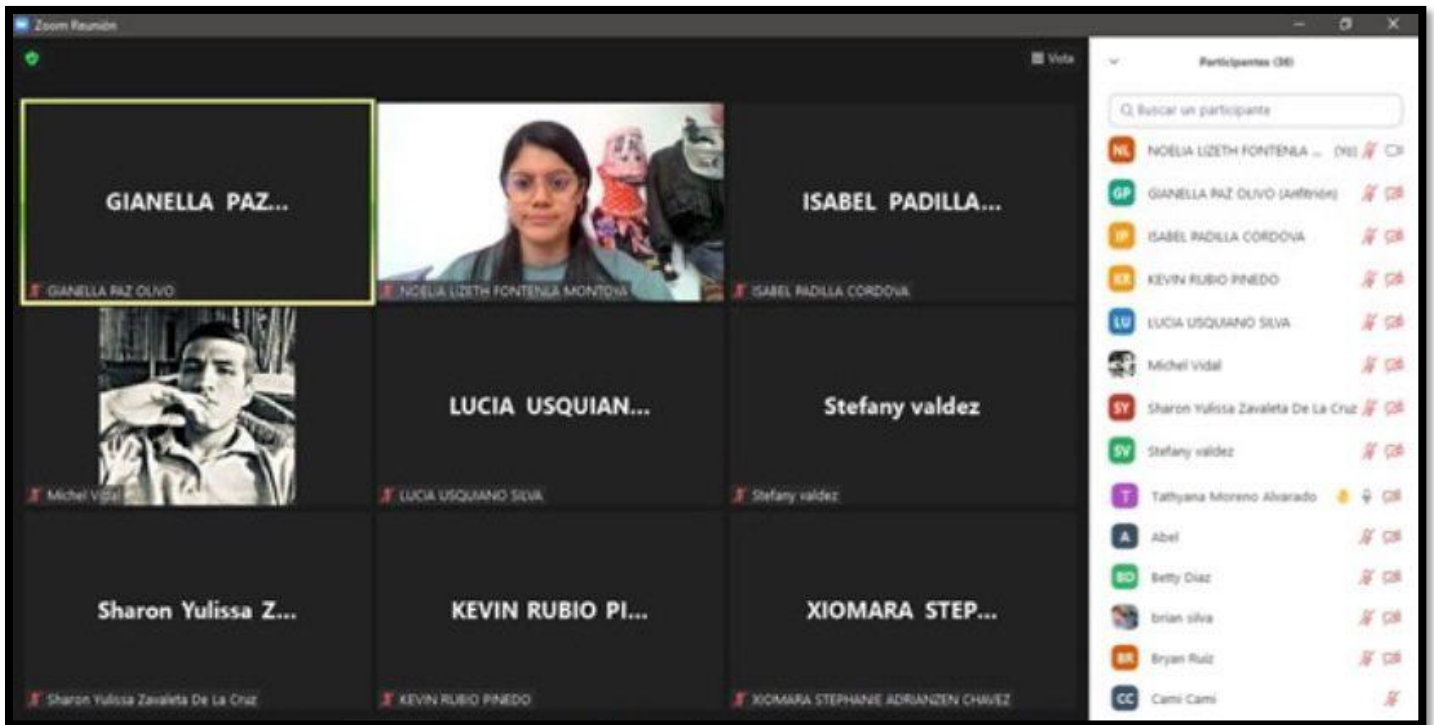 Zoom Reunión
Vista
GIANELLA PAZ...
GIANELLA PAZ OLIVO
NOELIA LIZETH FONTENLA MONTOYA
ISABEL PADILLA...
ISABEL PADILLA CORDOVA
Michel Vidal
LUCIA USQUIAN...
LUCIA USQUIANO SILVA
Stefany valdez
Stefany valdez
Sharon Yulissa Z...
Sharon Yulissa Zavaleta De La Cruz
KEVIN RUBIO PI...
KEVIN RUBIO PINEDO
XIOMARA STEP...
XIOMARA STEPHANIE ADRIANZEN CHAVEZ
Participantes (38)
Buscar un participante
NL NOELIA LIZETH FONTENLA ...
GP GIANELLA PAZ OLIVO (Anfitrión)
IP ISABEL PADILLA CORDOVA
KR KEVIN RUBIO PINEDO
LU LUCIA USQUIANO SILVA
Michel Vidal
SY Sharon Yulissa Zavaleta De La Cruz
SV Stefany valdez
T Tathyana Moreno Alvarado
A Abel
BD Betty Diaz
brian silva
BR Bryan Ruiz
CC Cami Cami